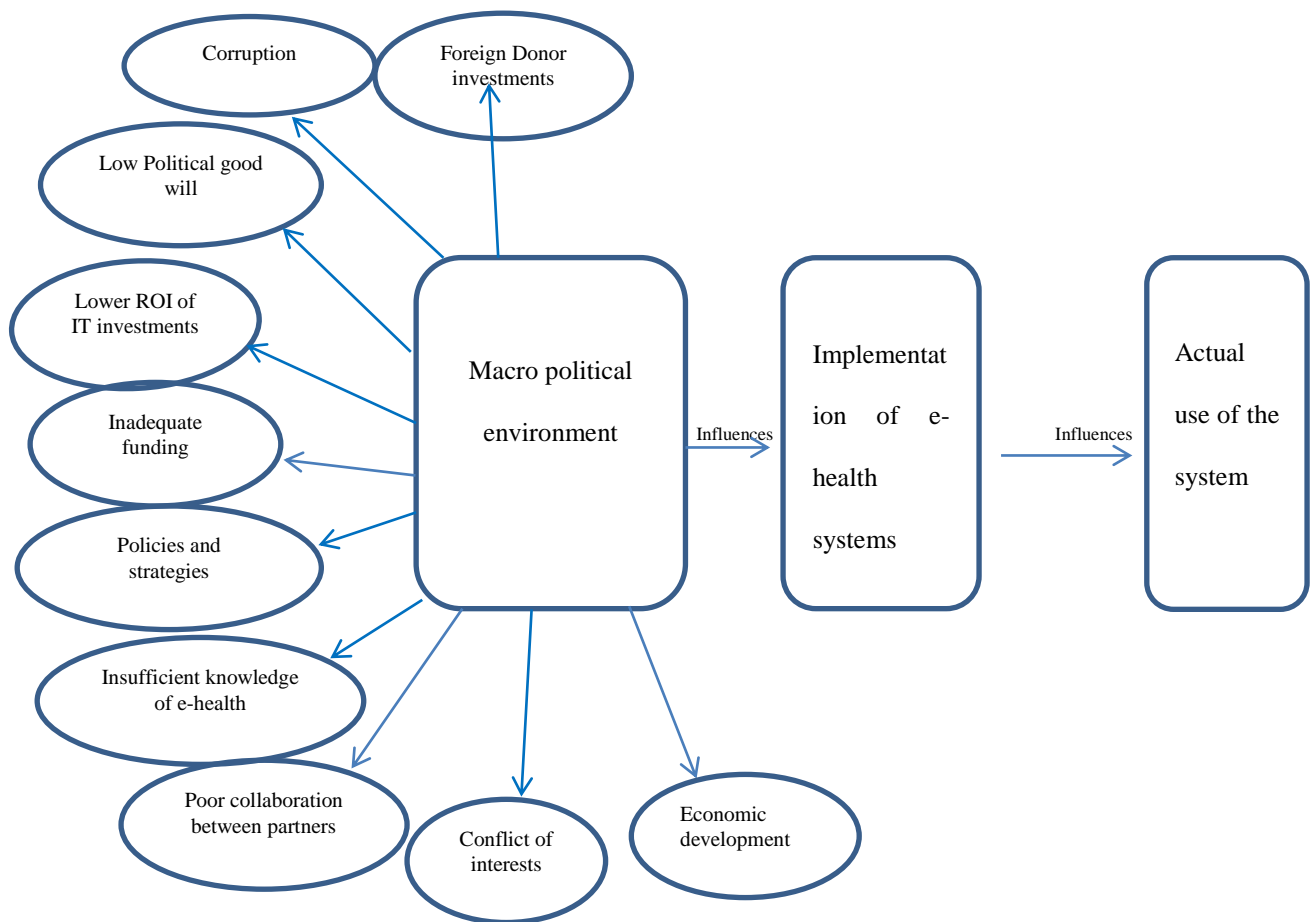 Corruption
Foreign Donor
investments
Low Political good
will
Lower ROI of
IT investments
Inadequate
funding
Policies and
strategies
Insufficient knowledge
of e-health
Poor collaboration
between partners
Conflict of
interests
Economic
development
Macro political
environment
Influences
Implementat
ion of e-
health
systems
Influences
Actual
use of the
system